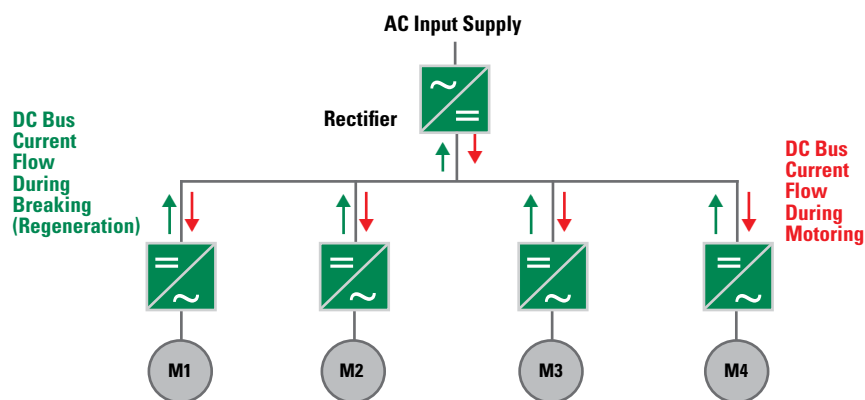 AC Input Supply
Rectifier
DC Bus
Current
Flow
During
Breaking
(Regeneration)
DC Bus
Current
Flow
During
Motoring
M1
M2
M3
M4